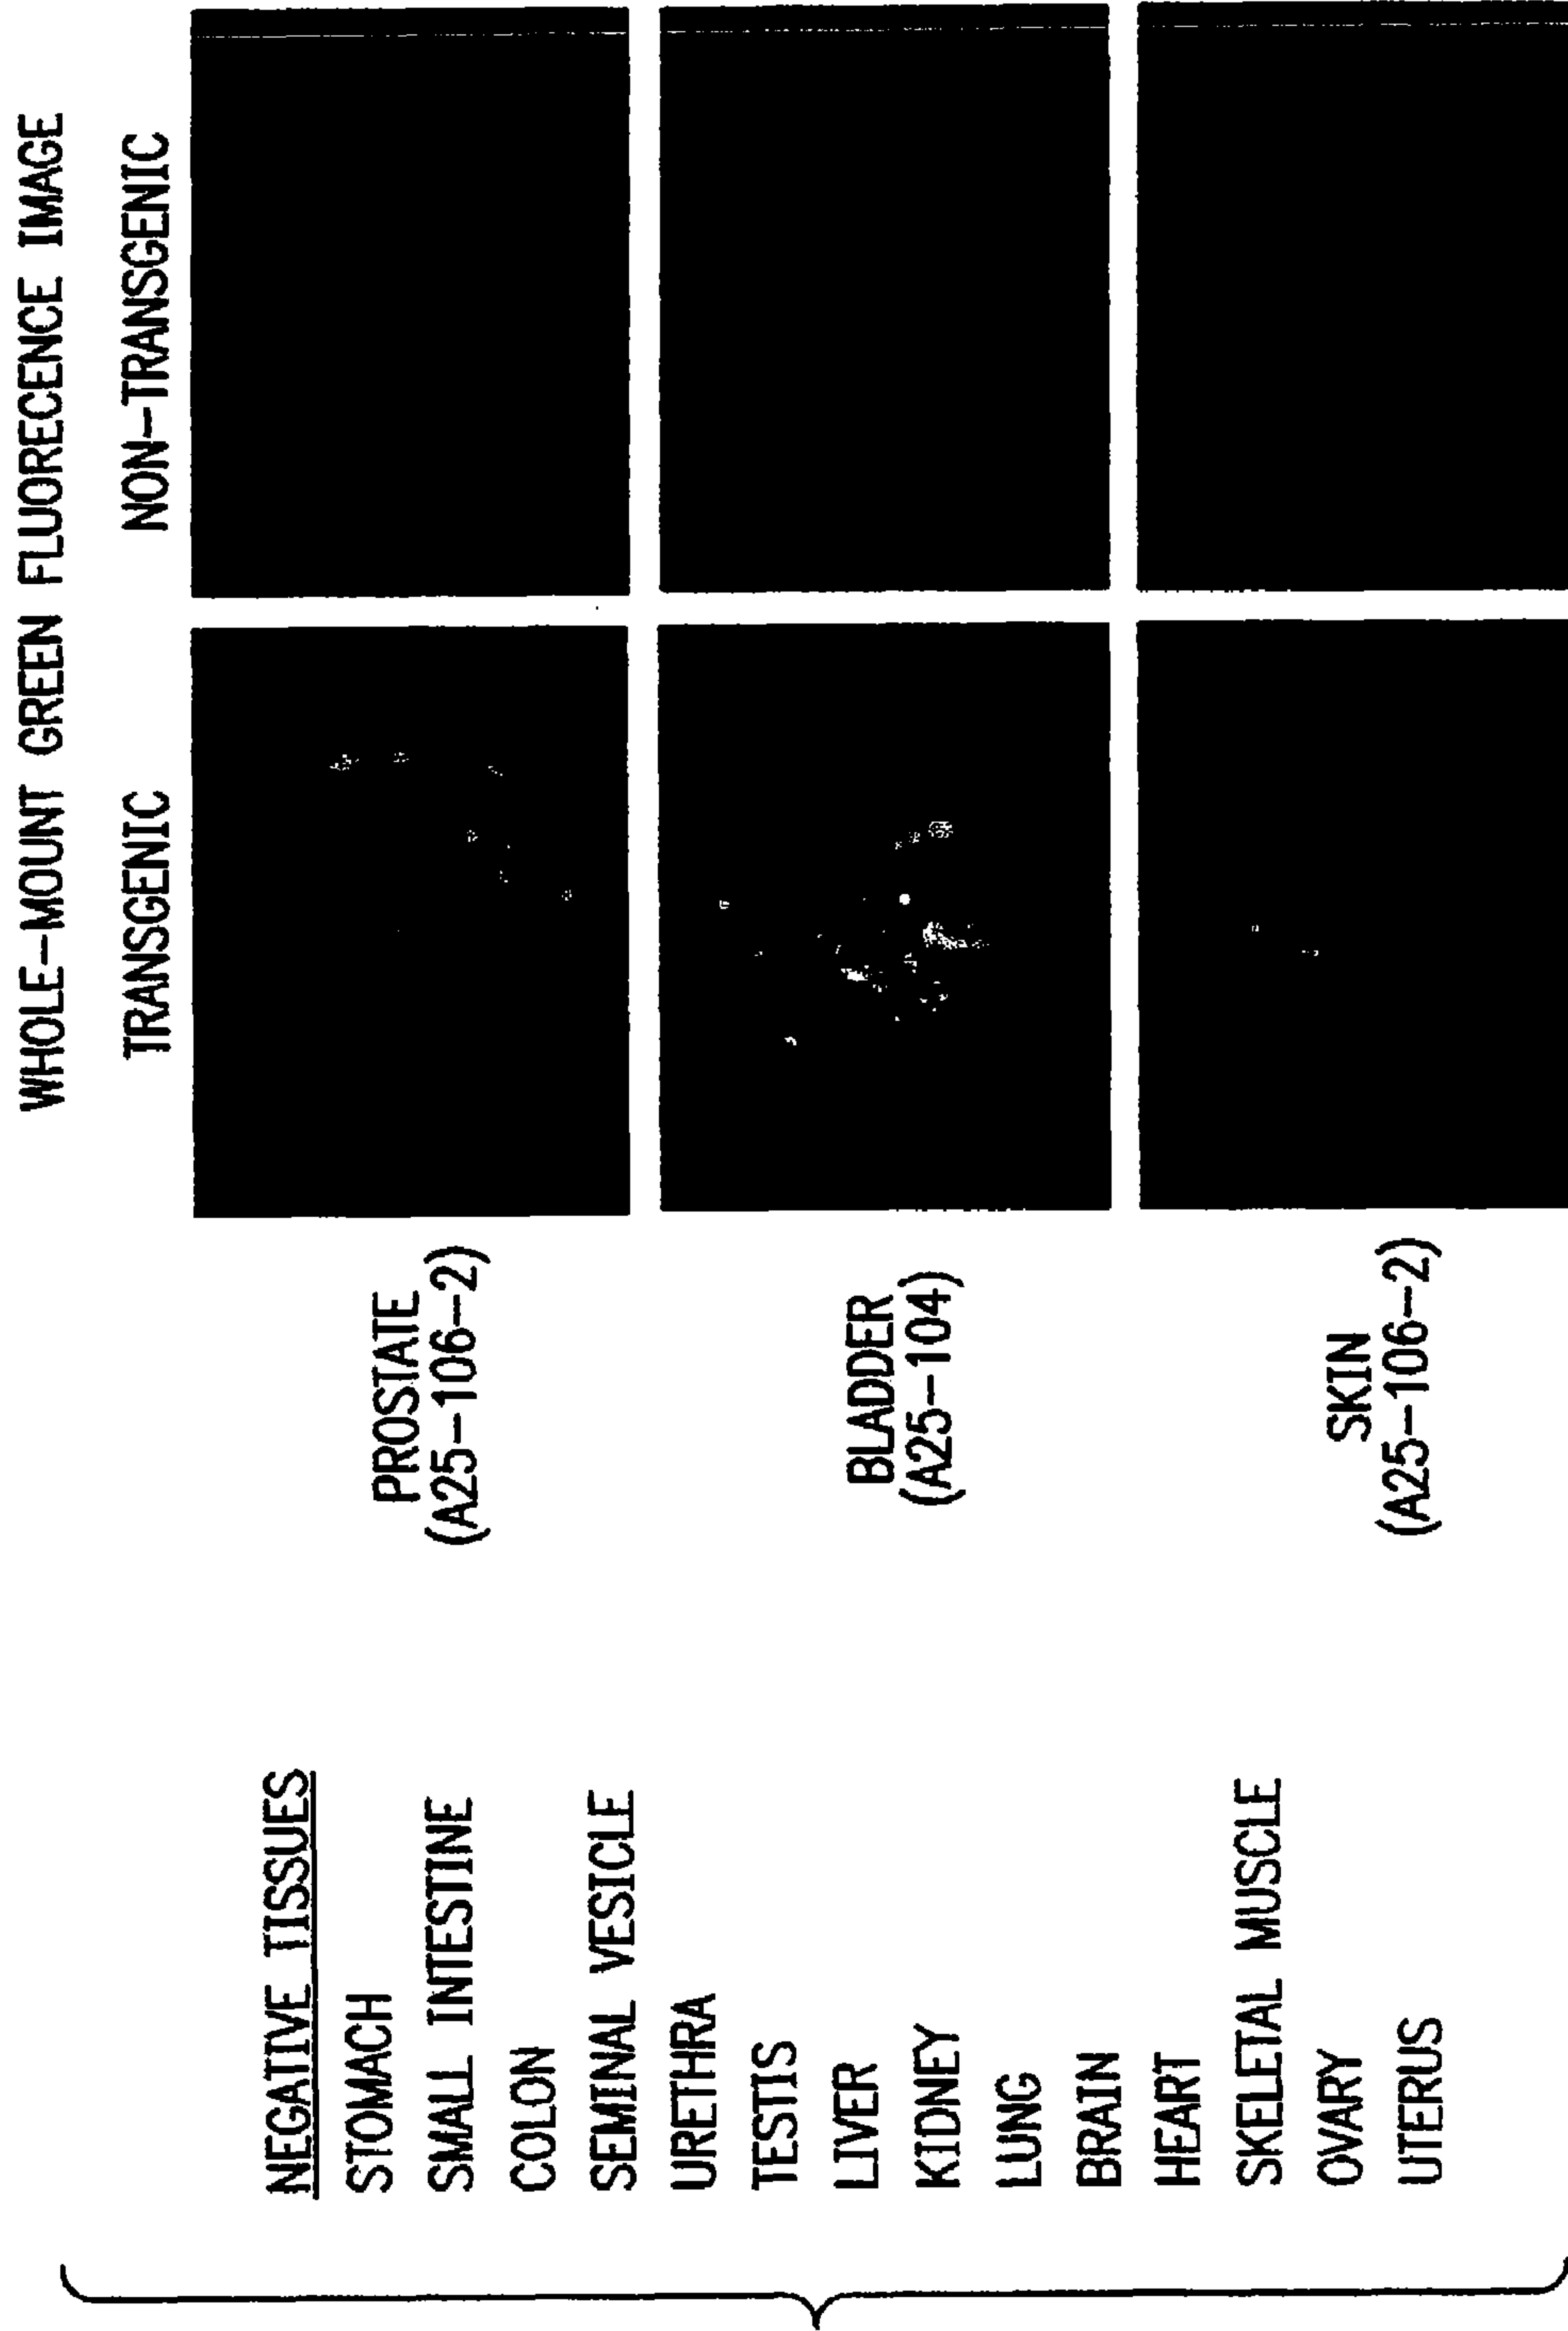 WHOLE-MOUNT GREEN FLUORECENCE IMAGE
TRANSGENIC
NON-TRANSGENIC
PROSTATE
(A25-106-2)
BLADDER
(A25-104)
SKIN
(A25-106-2)
NEGATIVE TISSUES
STOMACH
SMALL INTESTINE
COLON
SEMINAL VESICLE
URETHRA
TESTIS
LIVER
KIDNEY
LUNG
BRAIN
HEART
SKELETAL MUSCLE
OVARY
UTERUS